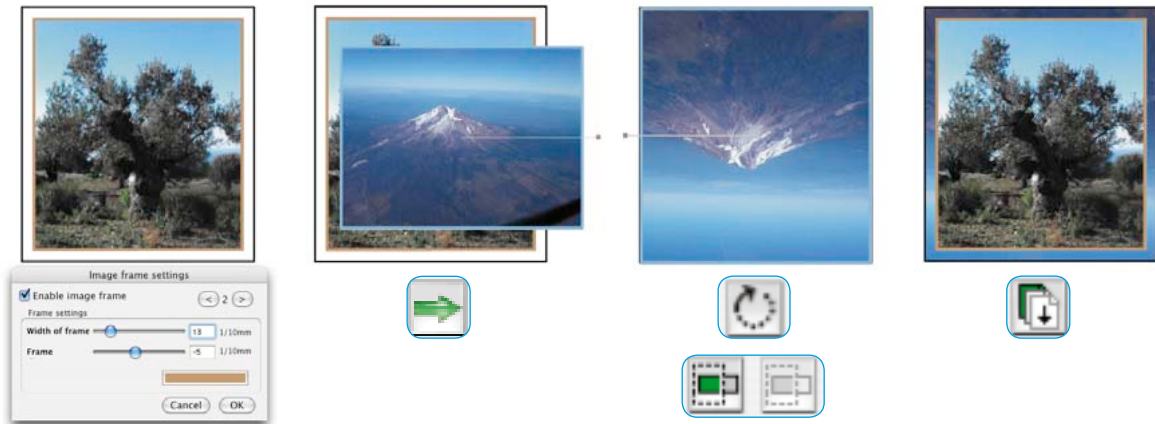 Image frame settings
Enable image frame
< 2 >
Frame settings
Width of frame 13 1/10mm
Frame -5 1/10mm
Cancel OK